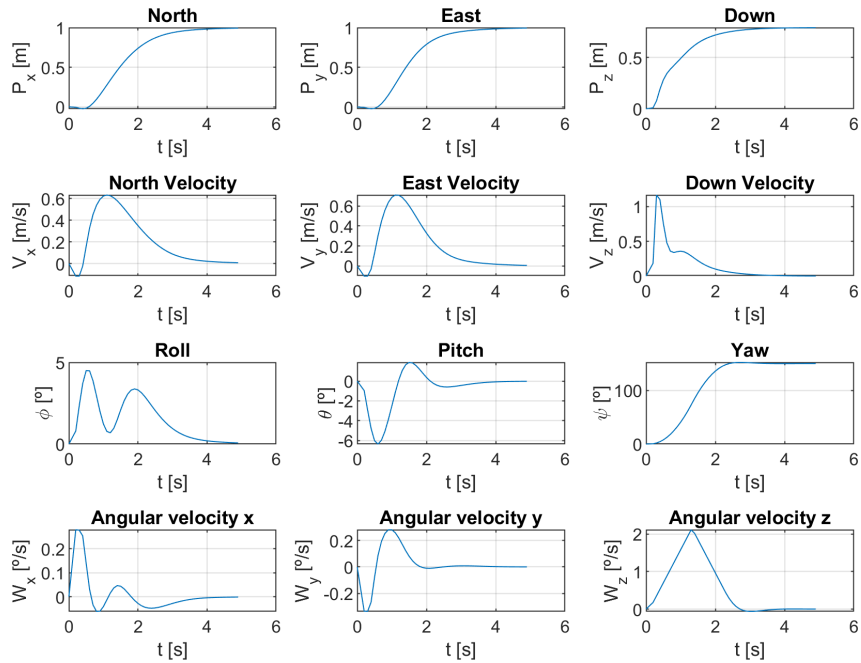 North
East
Down
P_x [m]
1
0.5
0
0 2 4 6
t [s]
P_y [m]
1
0.5
0
0 2 4 6
t [s]
P_z [m]
0.5
0
0 2 4 6
t [s]
North Velocity
East Velocity
Down Velocity
V_x [m/s]
0.6
0.4
0.2
0
0 2 4 6
t [s]
V_y [m/s]
0.6
0.4
0.2
0
0 2 4 6
t [s]
V_z [m/s]
1
0.5
0
0 2 4 6
t [s]
Roll
Pitch
Yaw
ϕ [º]
5
0
0 2 4 6
t [s]
θ [º]
0
-2
-4
-6
0 2 4 6
t [s]
ψ [º]
100
0
0 2 4 6
t [s]
Angular velocity x
Angular velocity y
Angular velocity z
W_x [º/s]
0.2
0.1
0
0 2 4 6
t [s]
W_y [º/s]
0.2
0
-0.2
0 2 4 6
t [s]
W_z [º/s]
2
1
0
0 2 4 6
t [s]